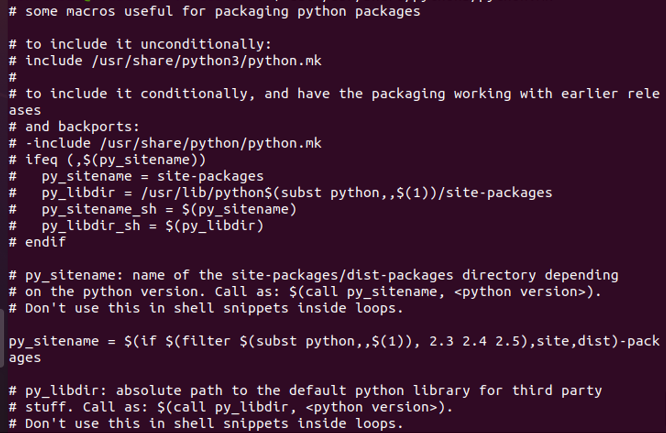 # some macros useful for packaging python packages
# to include it unconditionally:
# include /usr/share/python3/python.mk
#
# to include it conditionally, and have the packaging working with earlier rele
ases
# and backports:
# -include /usr/share/python/python.mk
# ifeq (,$(py_sitename))
#   py_sitename = site-packages
#   py_libdir = /usr/lib/python$(subst python,,$(1))/site-packages
#   py_sitename_sh = $(py_sitename)
#   py_libdir_sh = $(py_libdir)
# endif
# py_sitename: name of the site-packages/dist-packages directory depending
# on the python version. Call as: $(call py_sitename, <python version>).
# Don't use this in shell snippets inside loops.
py_sitename = $(if $(filter $(subst python,,$(1)), 2.3 2.4 2.5),site,dist)-pack
ages
# py_libdir: absolute path to the default python library for third party
# stuff. Call as: $(call py_libdir, <python version>).
# Don't use this in shell snippets inside loops.